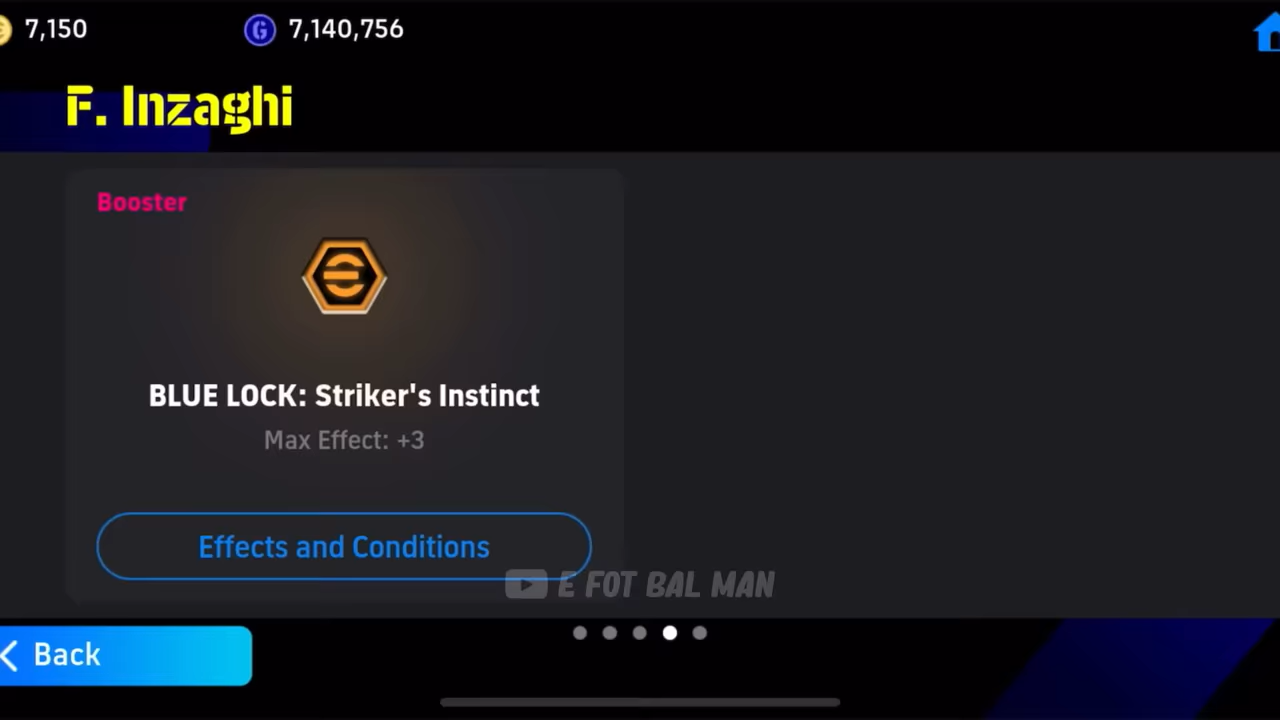 7,150
7,140,756
F. Inzaghi
Booster
BLUE LOCK: Striker's Instinct
Max Effect: +3
Effects and Conditions
E FOT BAL MAN
Back